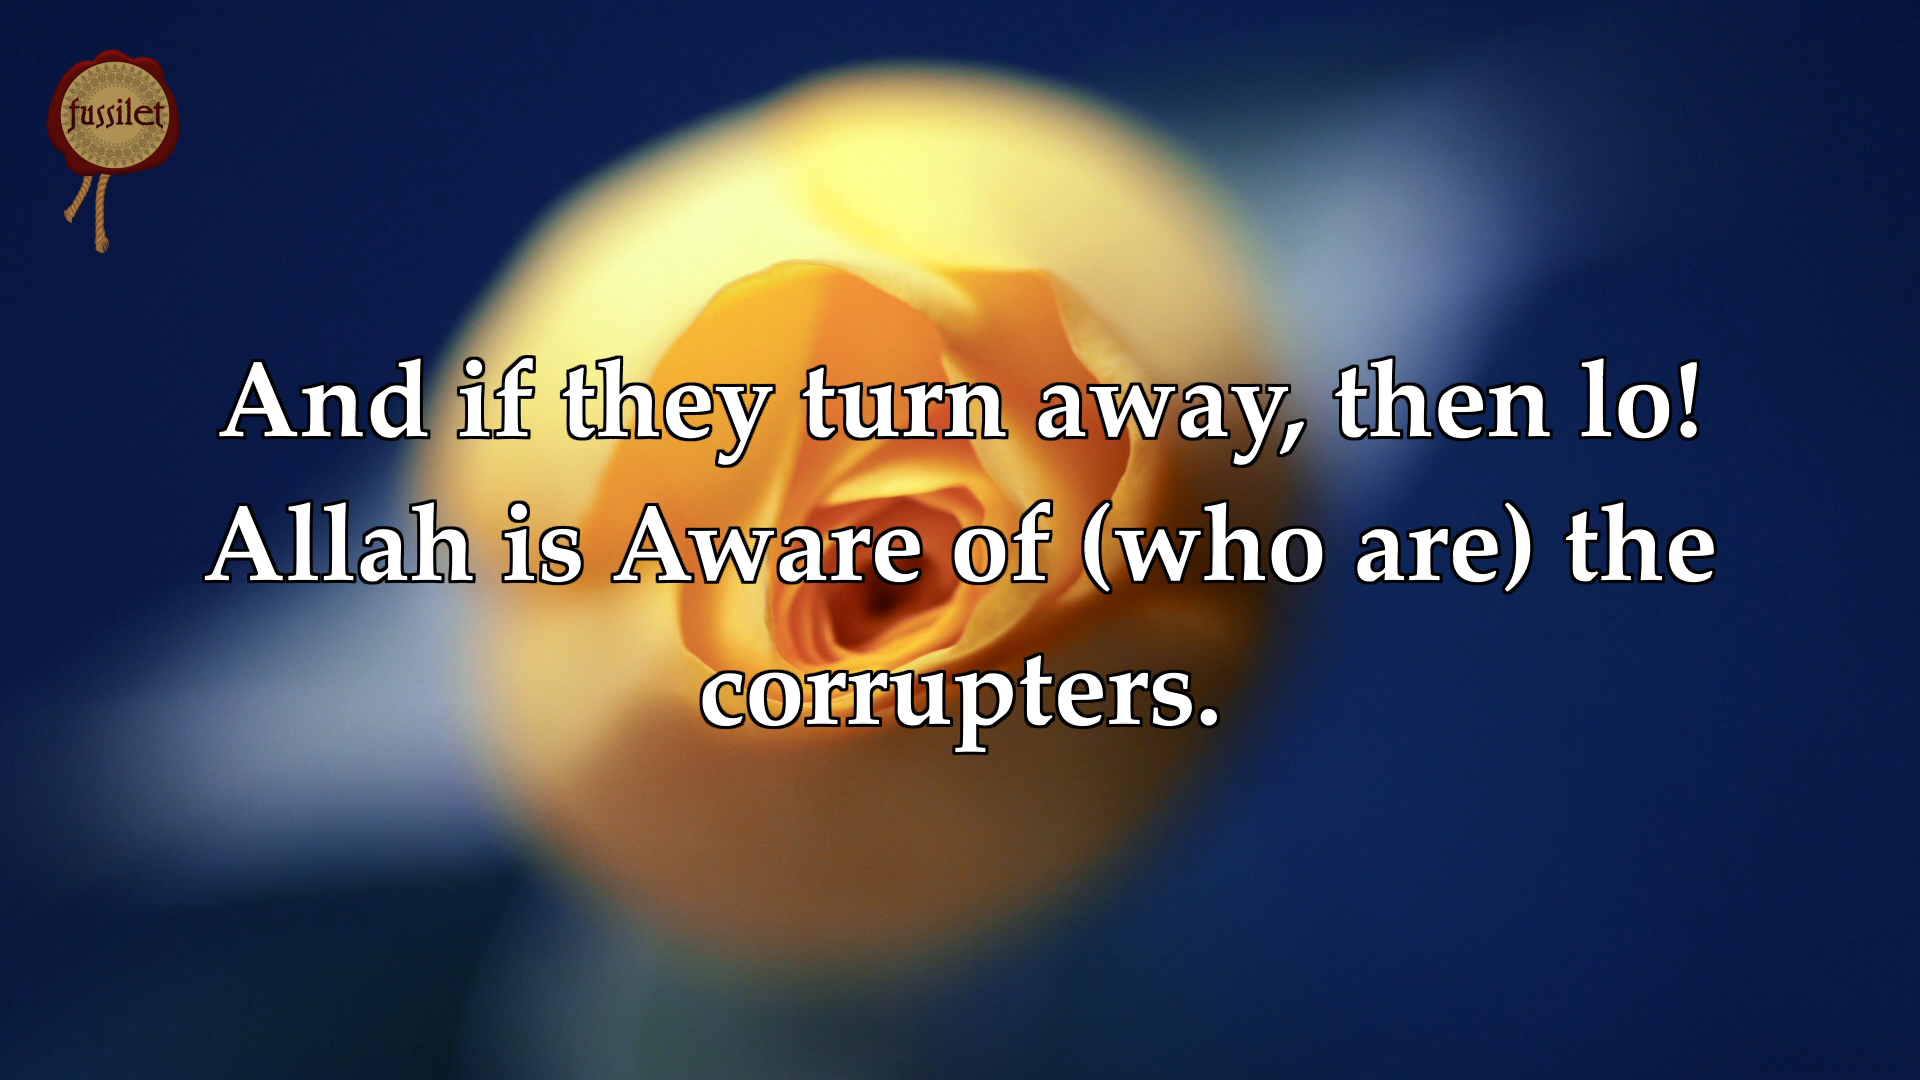 fussilet
And if they turn away, then lo!
Allah is Aware of (who are) the
corrupters.